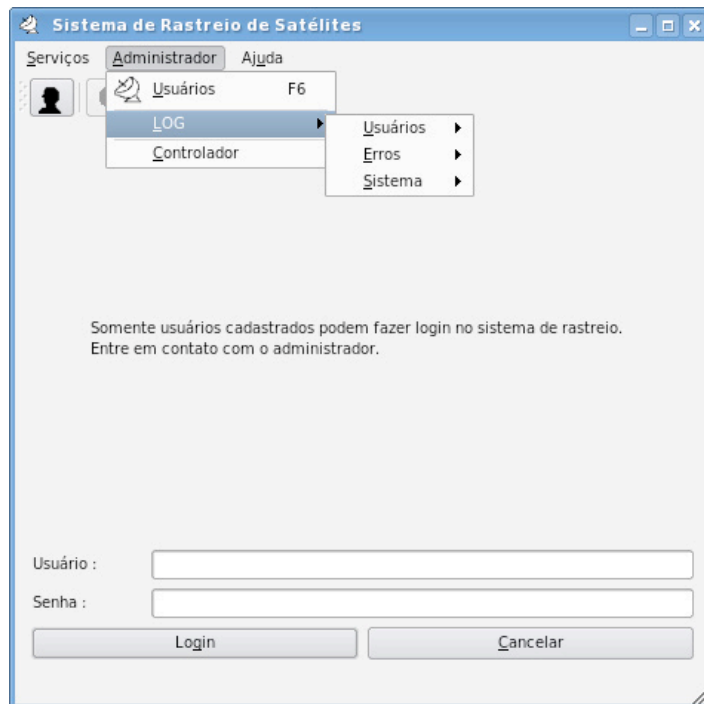 Sistema de Rastreio de Satélites
Serviços Administrador Ajuda
Usuários F6
LOG
Controlador
Usuários
Erros
Sistema
Somente usuários cadastrados podem fazer login no sistema de rastreio.
Entre em contato com o administrador.
Usuário :
Senha :
Login Cancelar